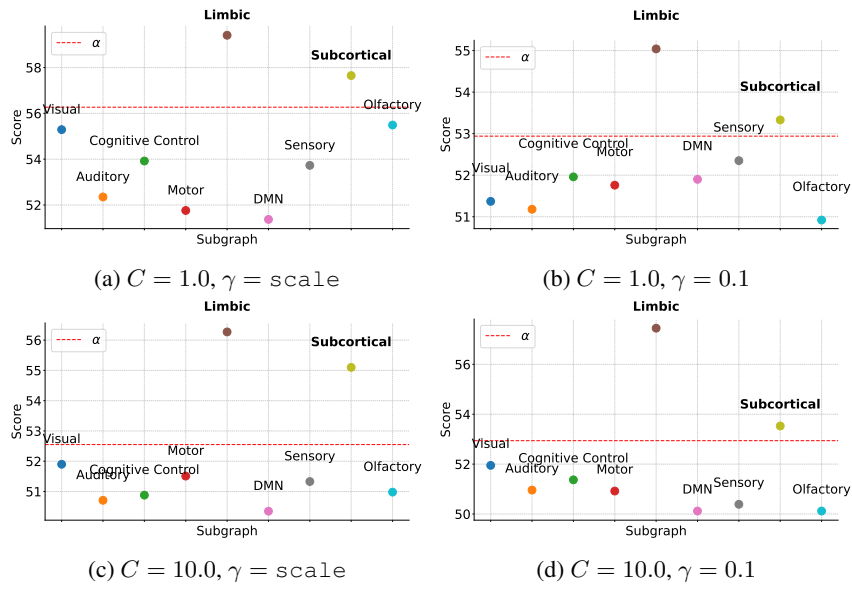 Limbic
α
58
Subcortical
56
Visual
Olfactory
Score
Cognitive Control
54
Sensory
Auditory
Motor
DMN
52
Subgraph
(a) C = 1.0, γ = scale
Limbic
55
α
54
Subcortical
Score
53
Sensory
Cognitive Control
Motor
DMN
52
Visual
Auditory
Olfactory
51
Subgraph
(b) C = 1.0, γ = 0.1
Limbic
56
α
Subcortical
55
54
Score
53
Visual
Motor
52
Sensory
Auditory
Cognitive Control
Olfactory
DMN
51
Subgraph
(c) C = 10.0, γ = scale
Limbic
α
56
Subcortical
54
Score
Visual
Cognitive Control
52
Auditory
Motor
DMN
Sensory
Olfactory
50
Subgraph
(d) C = 10.0, γ = 0.1